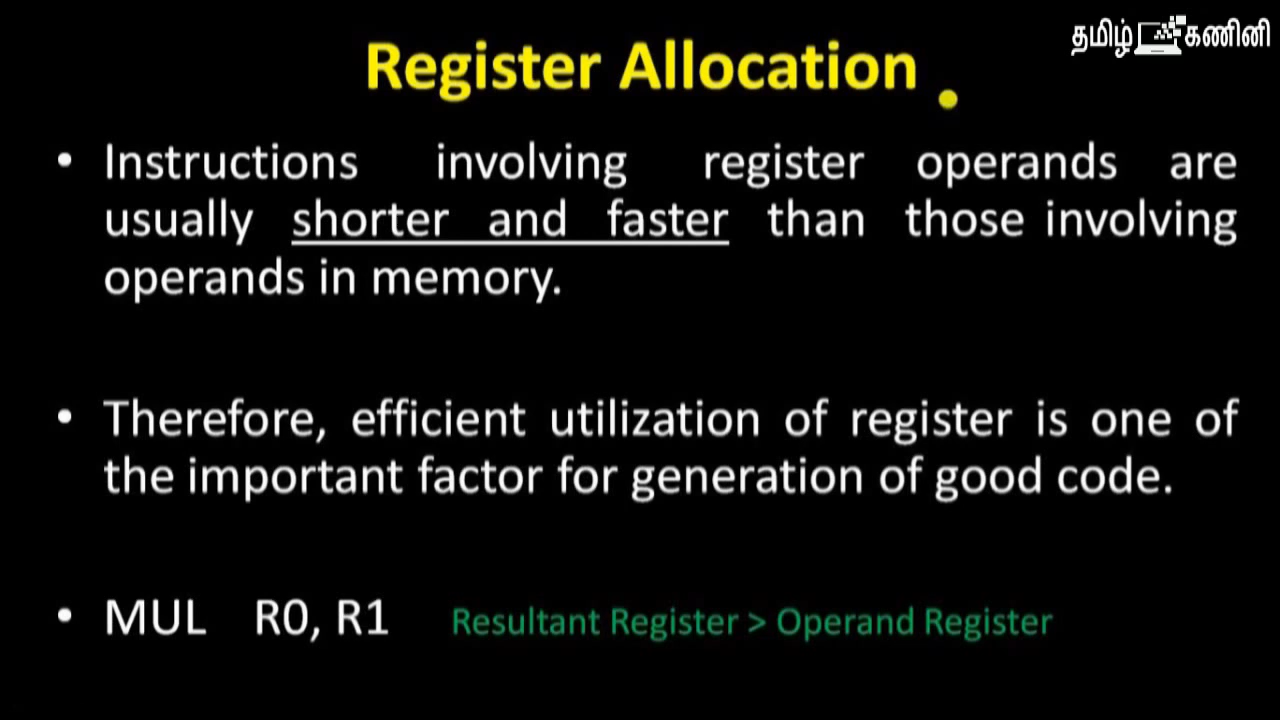 தமிழ் கணினி
Register Allocation
• Instructions involving register operands are
usually shorter and faster than those involving
operands in memory.
• Therefore, efficient utilization of register is one of
the important factor for generation of good code.
• MUL R0, R1 Resultant Register > Operand Register